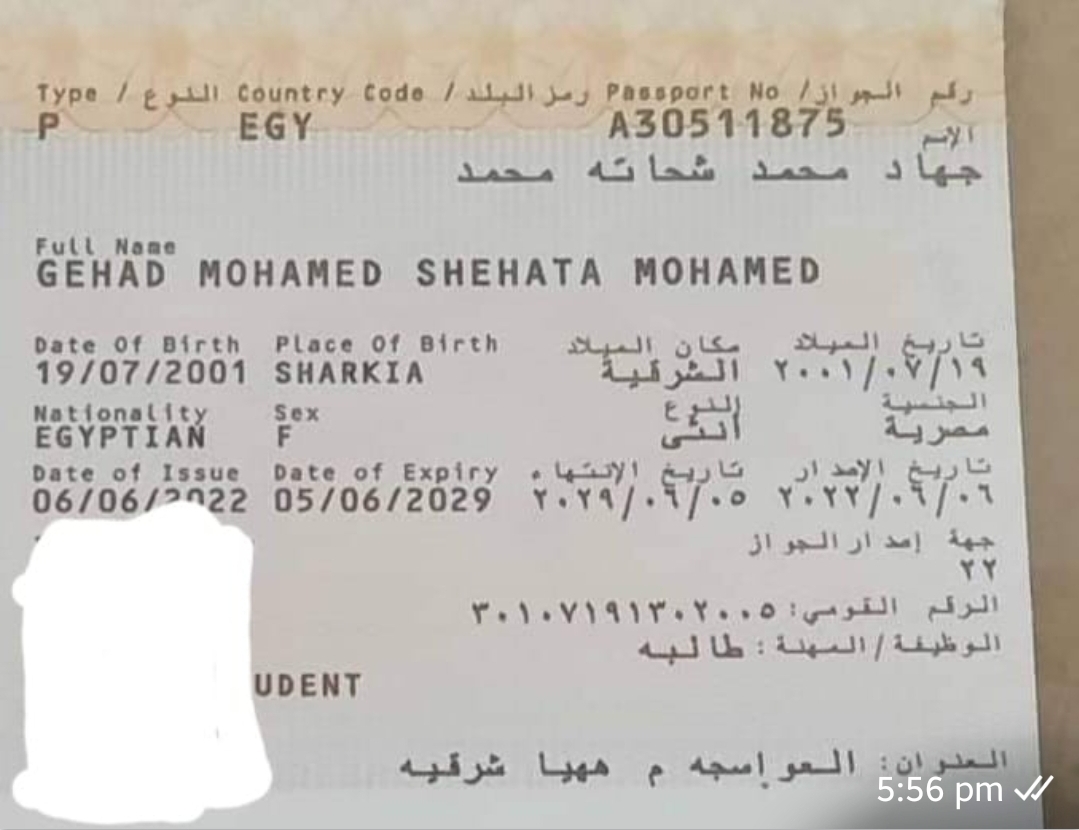 Type / النوع Country Code / رمز البلد Passport No / رقم الجواز
P EGY A30511875
الاسم
جهاد محمد شحاته محمد
Full Name
GEHAD MOHAMED SHEHATA MOHAMED
Date Of Birth Place Of Birth مكان الميلاد تاريخ الميلاد
19/07/2001 SHARKIA الشرقية ٢٠٠١/٠٧/١٩
Nationality Sex النوع الجنسية
EGYPTIAN F أنثى مصرية
Date of Issue Date of Expiry تاريخ الإنتهاء تاريخ الإصدار
06/06/2022 05/06/2029 ٢٠٢٩/٠٦/٠٥ ٢٠٢٢/٠٦/٠٦
جهة إصدار الجواز
٢٢
الرقم القومي: ٣٠١٠٧١٩١٣٠٢٠٠٥
الوظيفة/المهنة: طالبه
UDENT
العنوان: العواسجه م ههيا شرقيه
5:56 pm